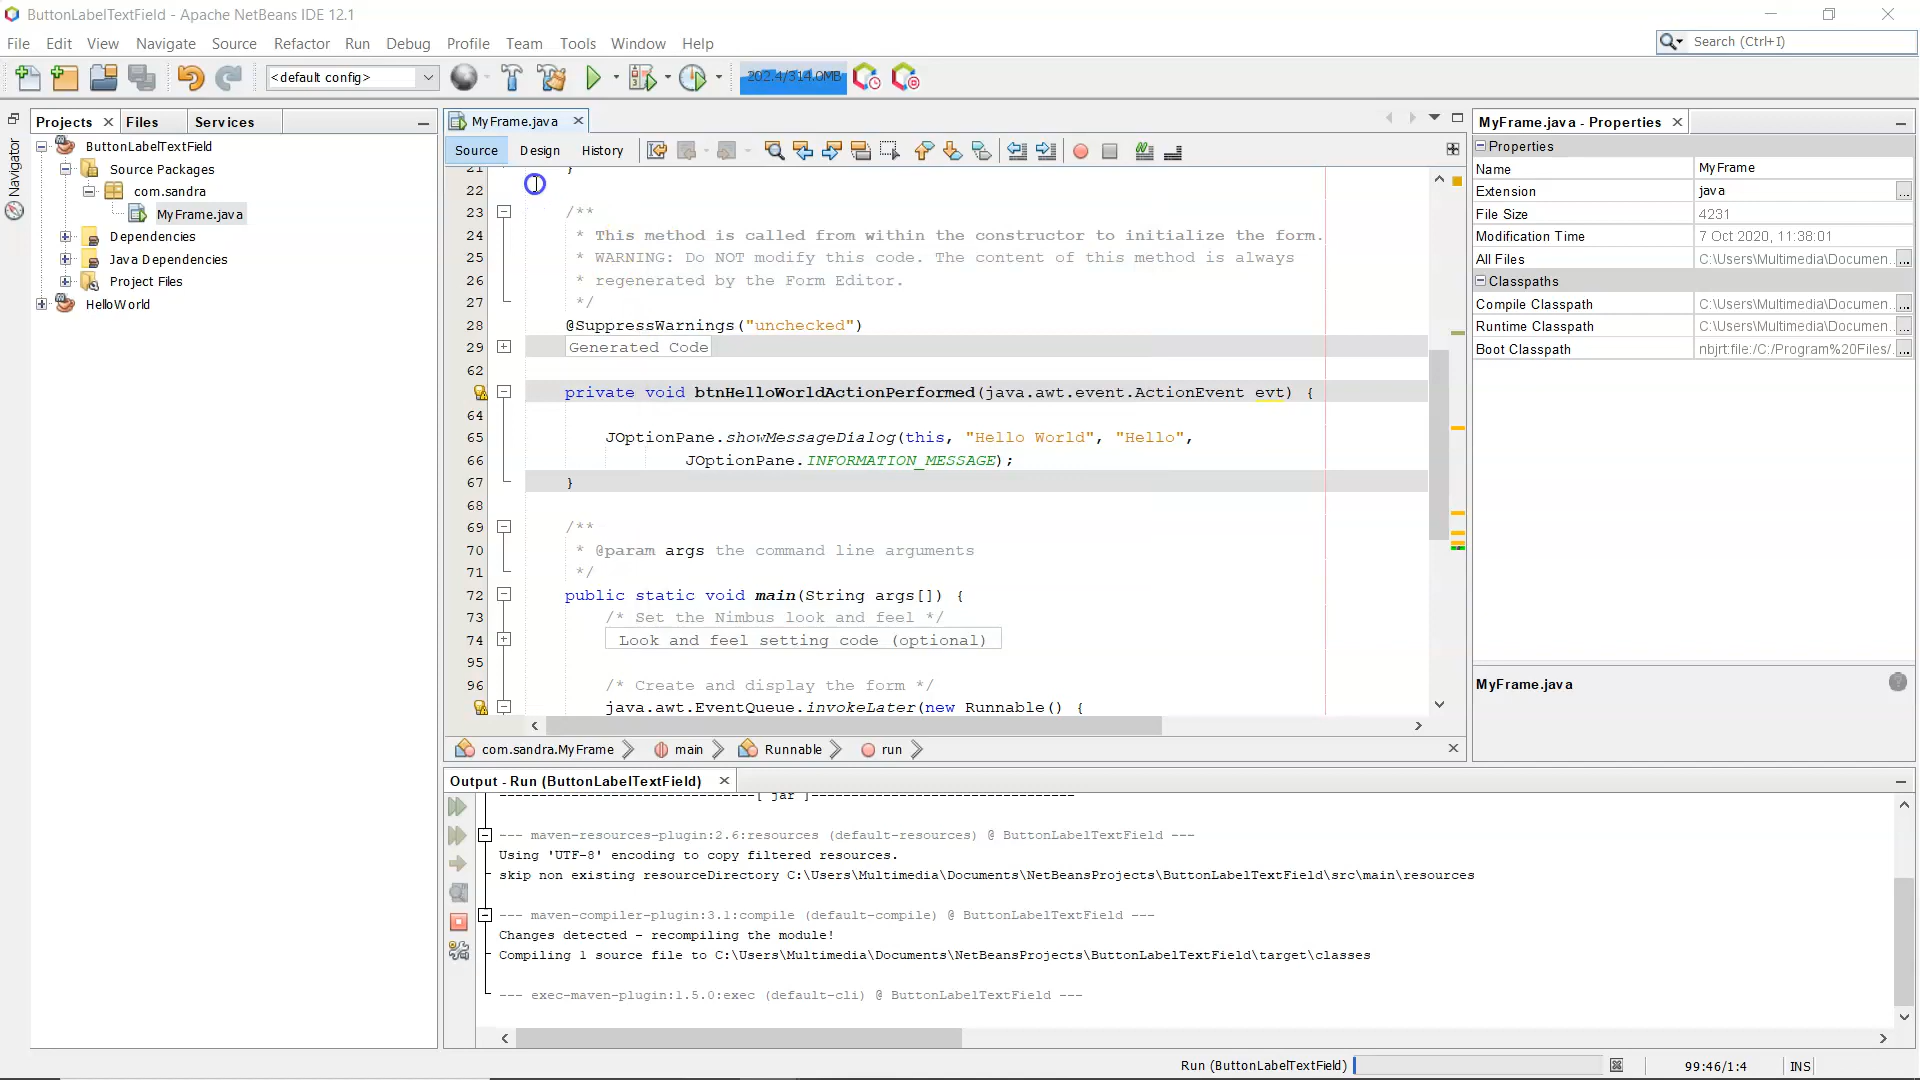 ButtonLabelTextField - Apache NetBeans IDE 12.1
File Edit View Navigate Source Refactor Run Debug Profile Team Tools Window Help
Search (Ctrl+I)
<default config>
202.4/314.0MB
Projects
Files
Services
Navigator
ButtonLabelTextField
Source Packages
com.sandra
MyFrame.java
Dependencies
Java Dependencies
Project Files
HelloWorld
MyFrame.java
Source Design History
21 }
22
23 /**
24 * This method is called from within the constructor to initialize the form.
25 * WARNING: Do NOT modify this code. The content of this method is always
26 * regenerated by the Form Editor.
27 */
28 @SuppressWarnings("unchecked")
29 Generated Code
62
private void btnHelloWorldActionPerformed(java.awt.event.ActionEvent evt) {
64
65 JOptionPane.showMessageDialog(this, "Hello World", "Hello",
66 JOptionPane.INFORMATION_MESSAGE);
67 }
68
69 /**
70 * @param args the command line arguments
71 */
72 public static void main(String args[]) {
73 /* Set the Nimbus look and feel */
74 Look and feel setting code (optional)
95
96 /* Create and display the form */
java.awt.EventQueue.invokeLater(new Runnable() {
com.sandra.MyFrame main Runnable run
MyFrame.java - Properties
Properties
Name MyFrame
Extension java
File Size 4231
Modification Time 7 Oct 2020, 11:38:01
All Files C:\Users\Multimedia\Documen...
Classpaths
Compile Classpath C:\Users\Multimedia\Documen...
Runtime Classpath C:\Users\Multimedia\Documen...
Boot Classpath nbjrt:file:/C:/Program%20Files/...
MyFrame.java
Output - Run (ButtonLabelTextField)
--------------------------------[ jar ]---------------------------------
--- maven-resources-plugin:2.6:resources (default-resources) @ ButtonLabelTextField ---
Using 'UTF-8' encoding to copy filtered resources.
skip non existing resourceDirectory C:\Users\Multimedia\Documents\NetBeansProjects\ButtonLabelTextField\src\main\resources
--- maven-compiler-plugin:3.1:compile (default-compile) @ ButtonLabelTextField ---
Changes detected - recompiling the module!
Compiling 1 source file to C:\Users\Multimedia\Documents\NetBeansProjects\ButtonLabelTextField\target\classes
--- exec-maven-plugin:1.5.0:exec (default-cli) @ ButtonLabelTextField ---
Run (ButtonLabelTextField)
99:46/1:4
INS